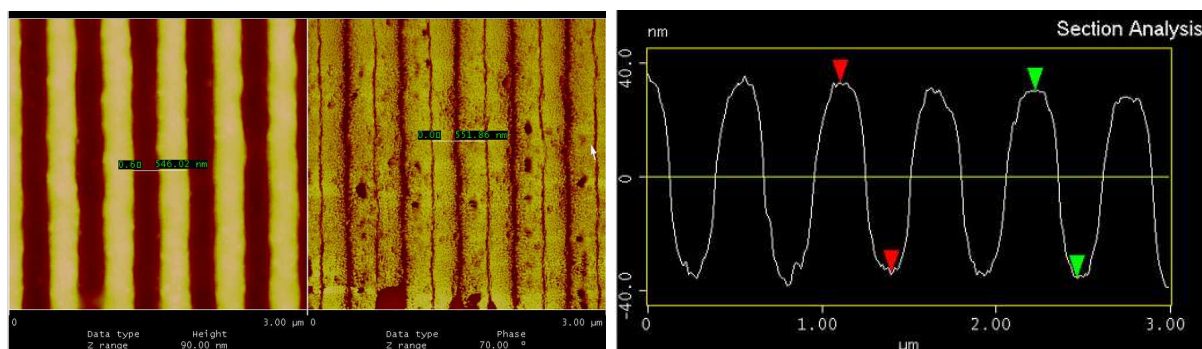 0.6▯ 546.02 nm
0 3.00 µm
Data type Height
Z range 90.00 nm
0.0▯ 551.86 nm
0 3.00 µm
Data type Phase
Z range 70.00 °
Section Analysis
nm
40.0
0
-40.0
0 1.00 2.00 3.00
µm